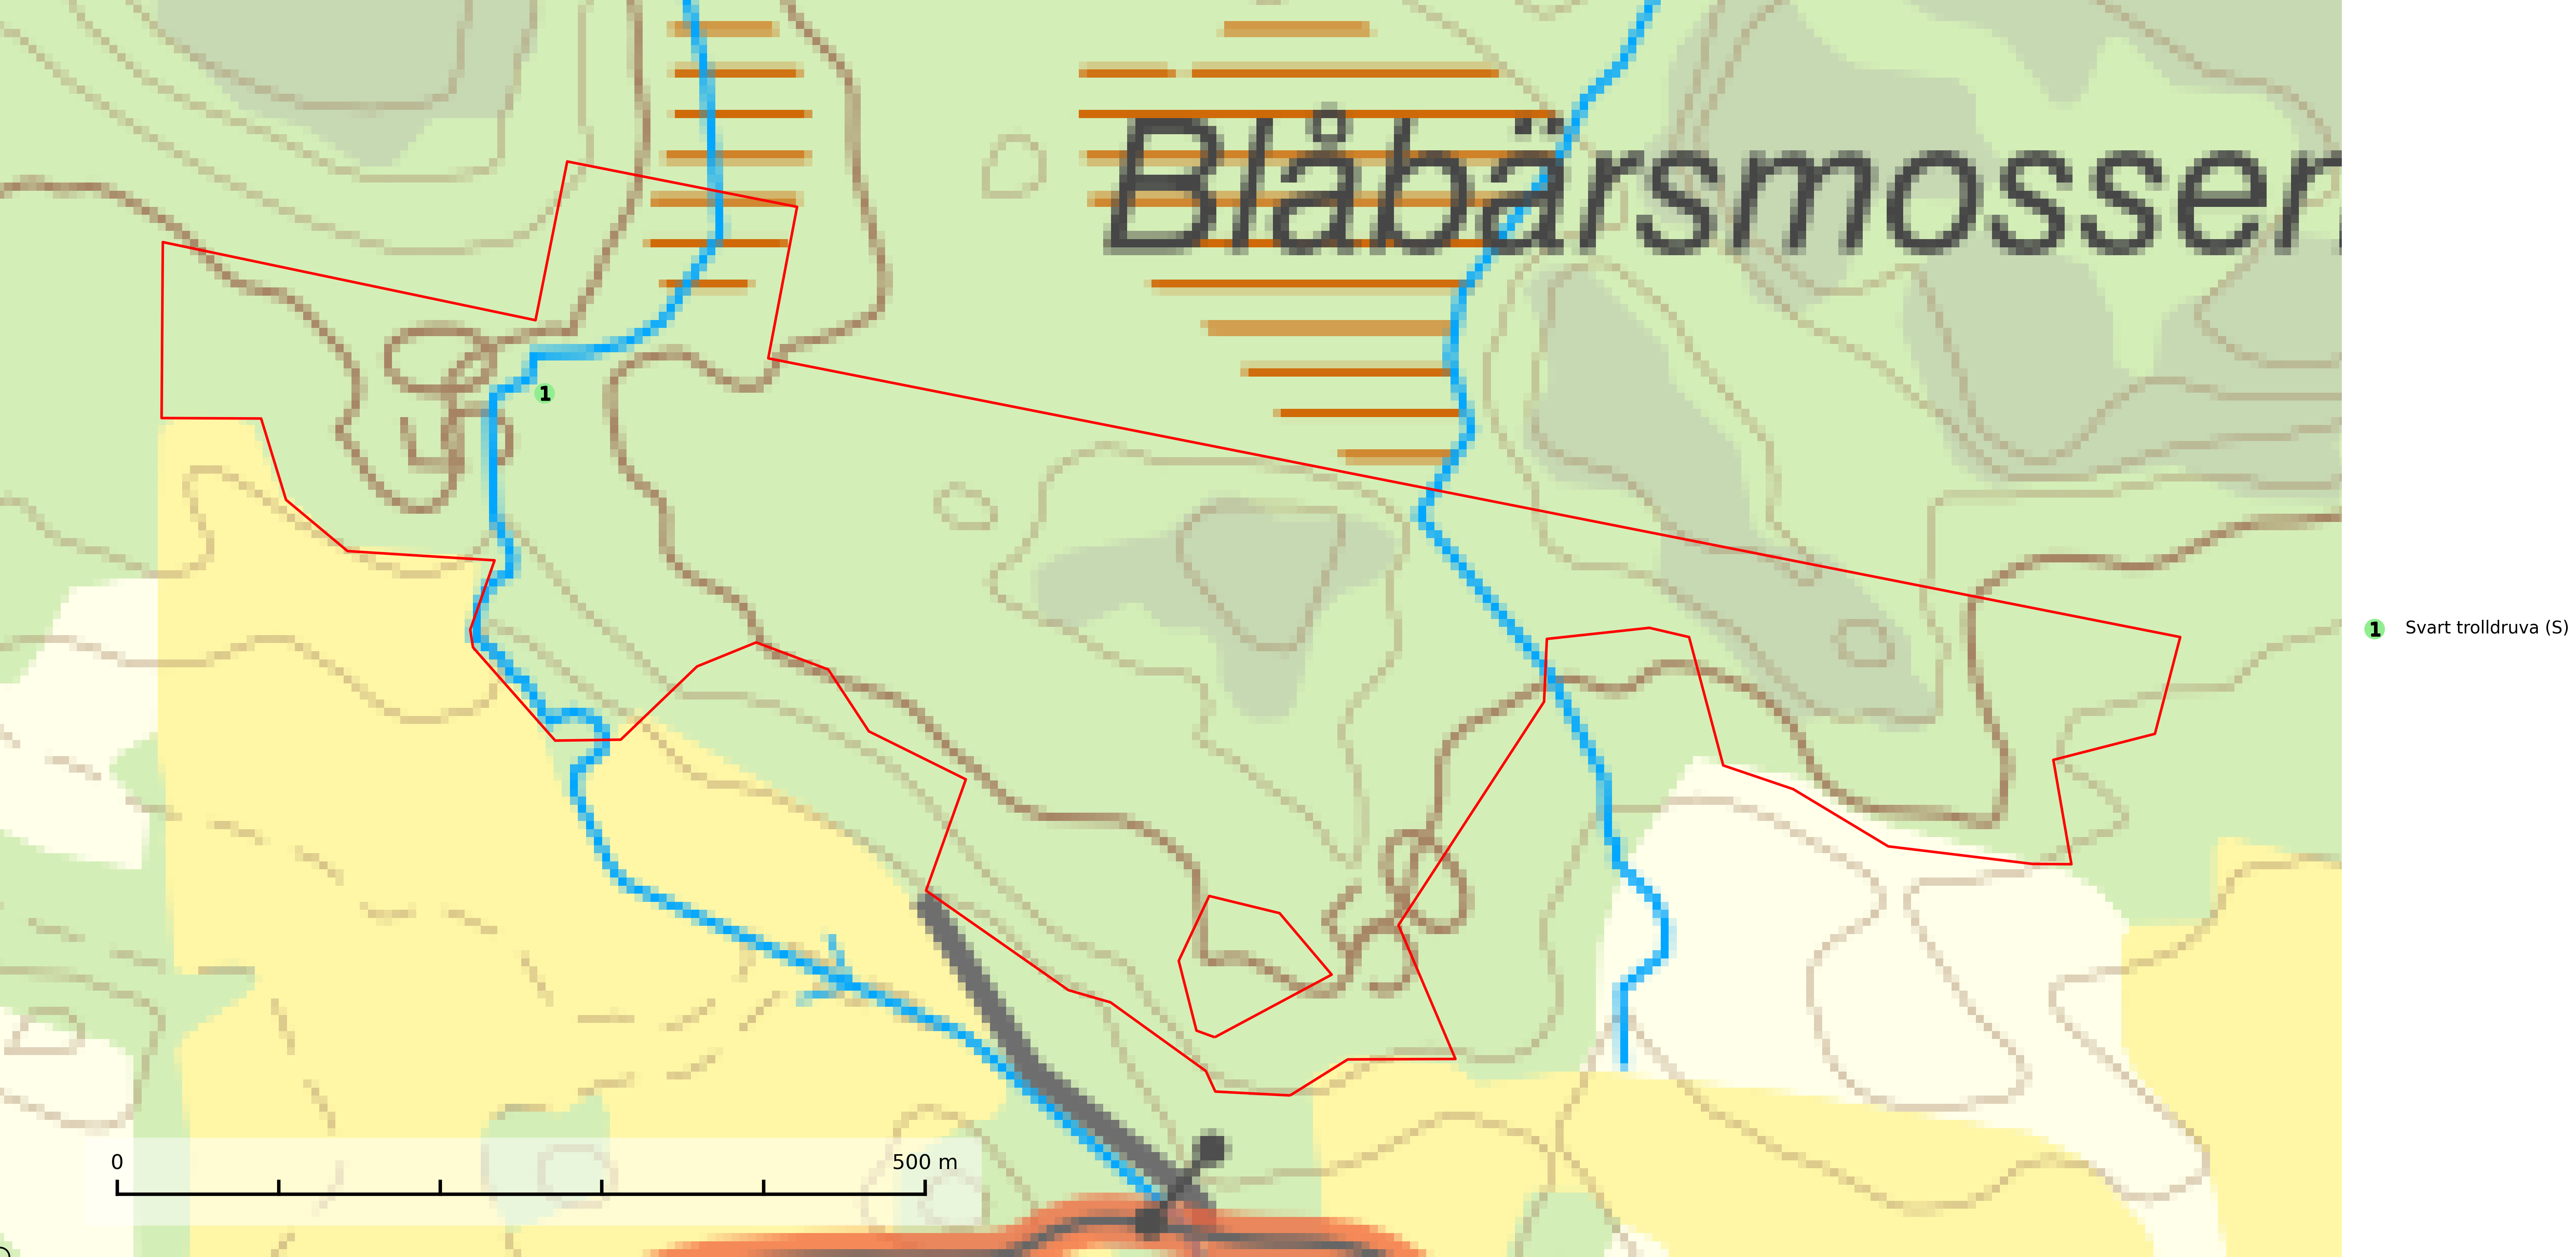 Blåbärsmossen
1
1 Svart trolldruva (S)
0 500 m